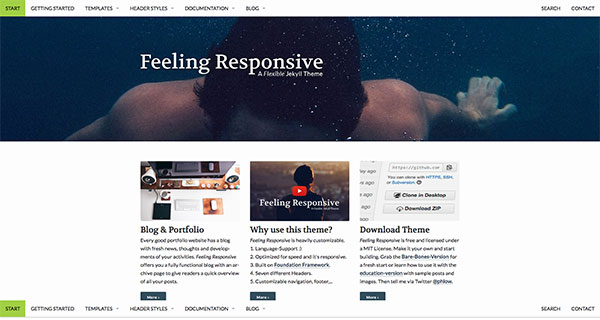 START GETTING STARTED TEMPLATES HEADER STYLES DOCUMENTATION BLOG SEARCH CONTACT
Feeling Responsive
A Flexible Jekyll Theme
https://github.com
You can clone with HTTPS, SSH,
or Subversion.
Clone in Desktop
Download ZIP
Feeling Responsive
Blog & Portfolio
Every good portfolio website has a blog
with fresh news, thoughts and develop-
ments of your activities. Feeling Responsive
offers you a fully functional blog with an ar-
chive page to give readers a quick overview
of all your posts.
More ›
Why use this theme?
Feeling Responsive is heavily customizable.
1. Language-Support :)
2. Optimized for speed and it's responsive.
3. Built on Foundation Framework.
4. Seven different Headers.
5. Customizable navigation, footer,...
More ›
Download Theme
Feeling Responsive is free and licensed under
a MIT License. Make it your own and start
building. Grab the Bare-Bones-Version for
a fresh start or learn how to use it with the
education-version with sample posts and
images. Then tell me via Twitter @phlow.
More ›
START GETTING STARTED TEMPLATES HEADER STYLES DOCUMENTATION BLOG SEARCH CONTACT